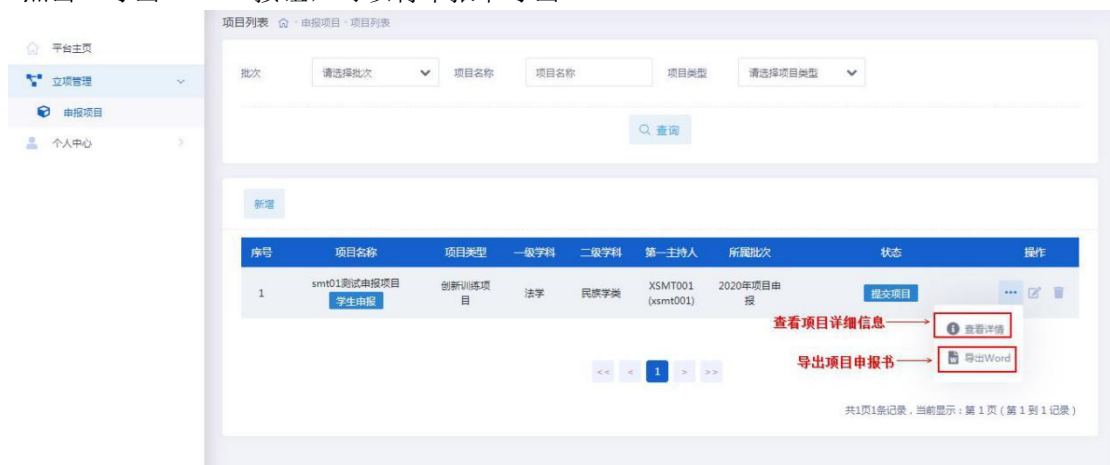 项目列表 申报项目 · 项目列表
平台主页
立项管理
申报项目
个人中心
批次 请选择批次 项目名称 项目名称 项目类型 请选择项目类型
查询
新增
序号 项目名称 项目类型 一级学科 二级学科 第一主持人 所属批次 状态 操作
1 smt01测试申报项目 学生申报 创新训练项目 法学 民族学类 XSMT001 (xsmt001) 2020年项目申报 提交项目 ...
查看项目详细信息 查看详情
导出项目申报书 导出Word
<< < 1 > >>
共1页1条记录，当前显示：第 1 页 ( 第 1 到 1 记录 )